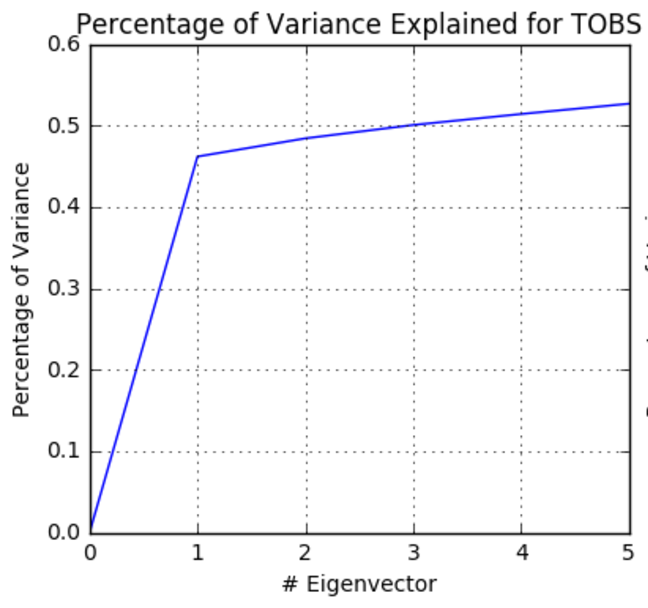 Percentage of Variance Explained for TOBS
0.6
0.5
0.4
0.3
0.2
0.1
0.0
Percentage of Variance
0 1 2 3 4 5
# Eigenvector